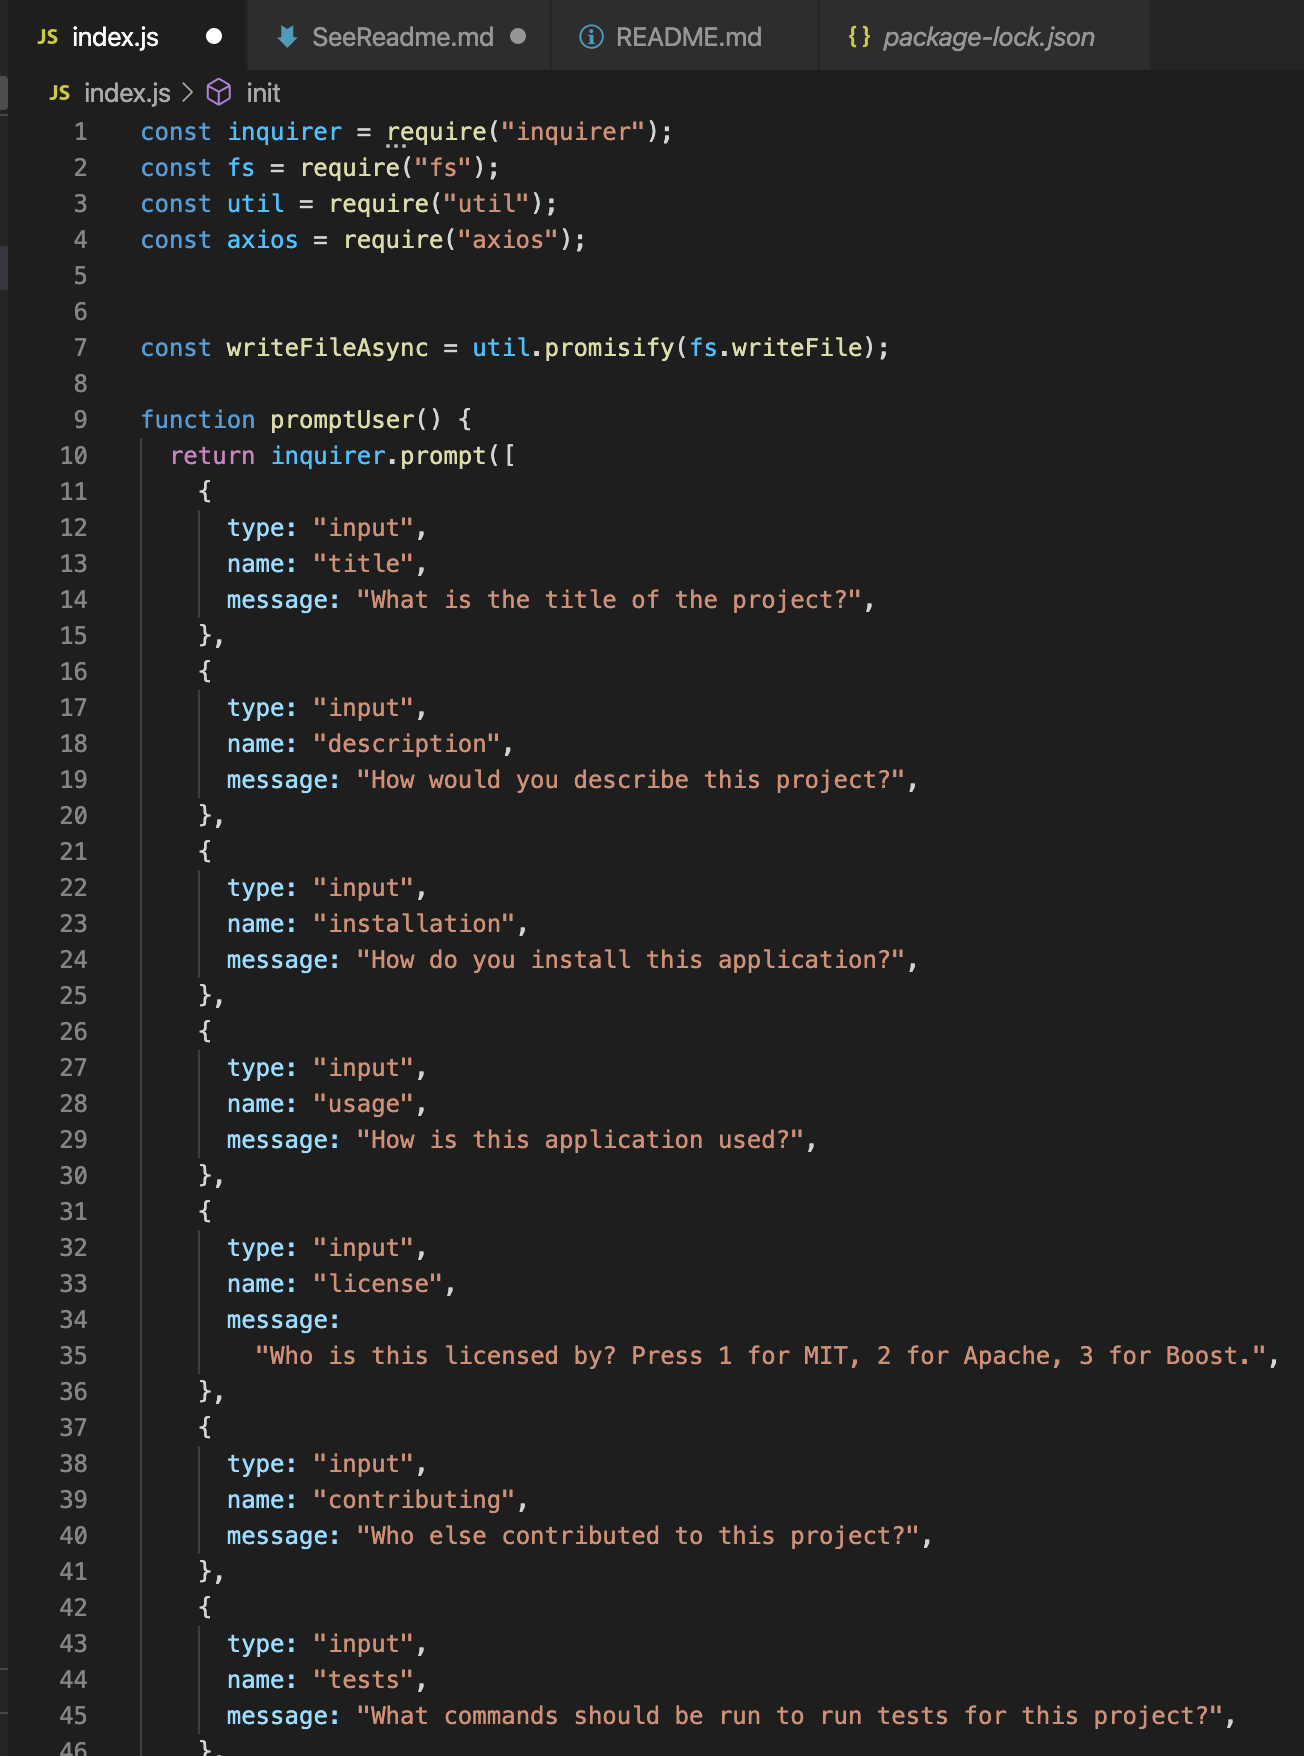 JS index.js SeeReadme.md README.md {} package-lock.json
JS index.js > init
1 const inquirer = require("inquirer");
2 const fs = require("fs");
3 const util = require("util");
4 const axios = require("axios");
5
6
7 const writeFileAsync = util.promisify(fs.writeFile);
8
9 function promptUser() {
10   return inquirer.prompt([
11     {
12       type: "input",
13       name: "title",
14       message: "What is the title of the project?",
15     },
16     {
17       type: "input",
18       name: "description",
19       message: "How would you describe this project?",
20     },
21     {
22       type: "input",
23       name: "installation",
24       message: "How do you install this application?",
25     },
26     {
27       type: "input",
28       name: "usage",
29       message: "How is this application used?",
30     },
31     {
32       type: "input",
33       name: "license",
34       message:
35         "Who is this licensed by? Press 1 for MIT, 2 for Apache, 3 for Boost.",
36     },
37     {
38       type: "input",
39       name: "contributing",
40       message: "Who else contributed to this project?",
41     },
42     {
43       type: "input",
44       name: "tests",
45       message: "What commands should be run to run tests for this project?",
46     },